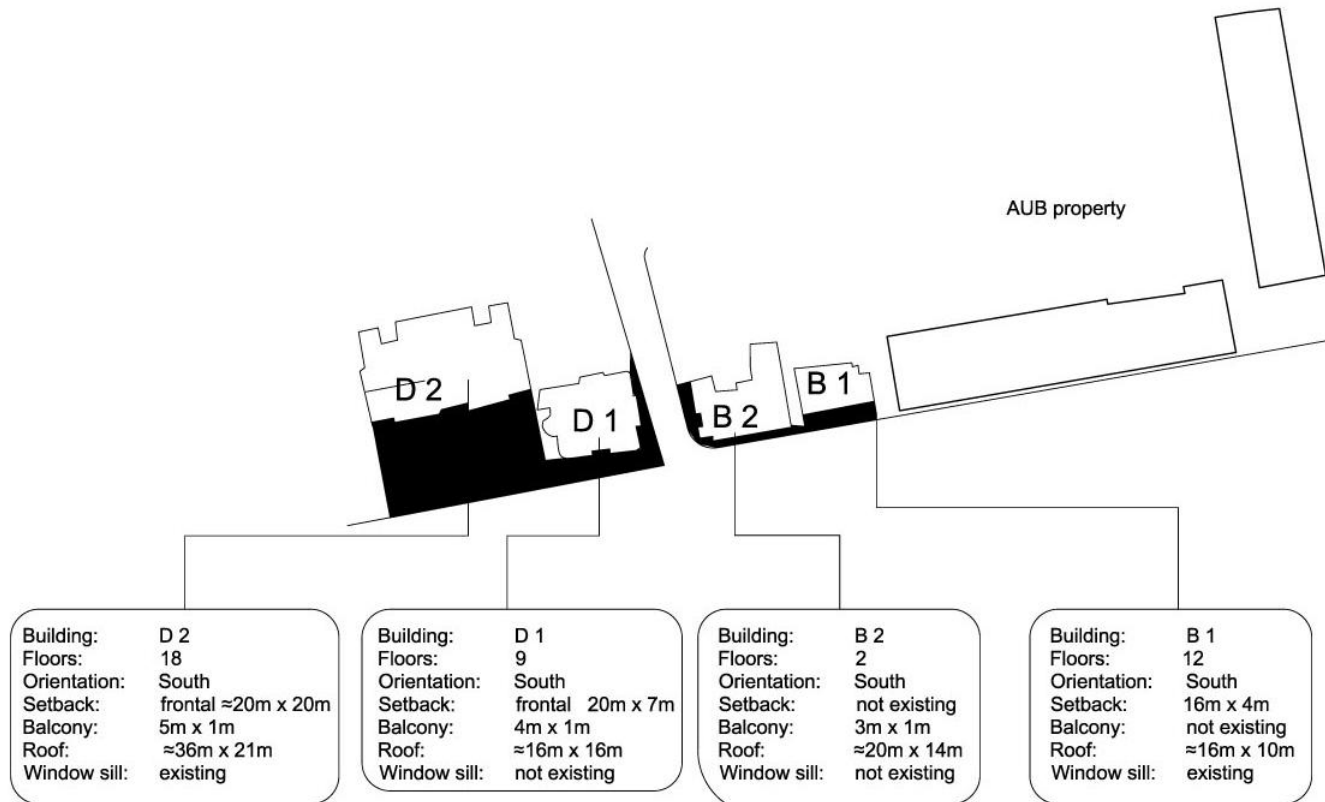 AUB property
D 2
D 1
B 2
B 1
Building: D 2
Floors: 18
Orientation: South
Setback: frontal ≈20m x 20m
Balcony: 5m x 1m
Roof: ≈36m x 21m
Window sill: existing
Building: D 1
Floors: 9
Orientation: South
Setback: frontal 20m x 7m
Balcony: 4m x 1m
Roof: ≈16m x 16m
Window sill: not existing
Building: B 2
Floors: 2
Orientation: South
Setback: not existing
Balcony: 3m x 1m
Roof: ≈20m x 14m
Window sill: not existing
Building: B 1
Floors: 12
Orientation: South
Setback: 16m x 4m
Balcony: not existing
Roof: ≈16m x 10m
Window sill: existing